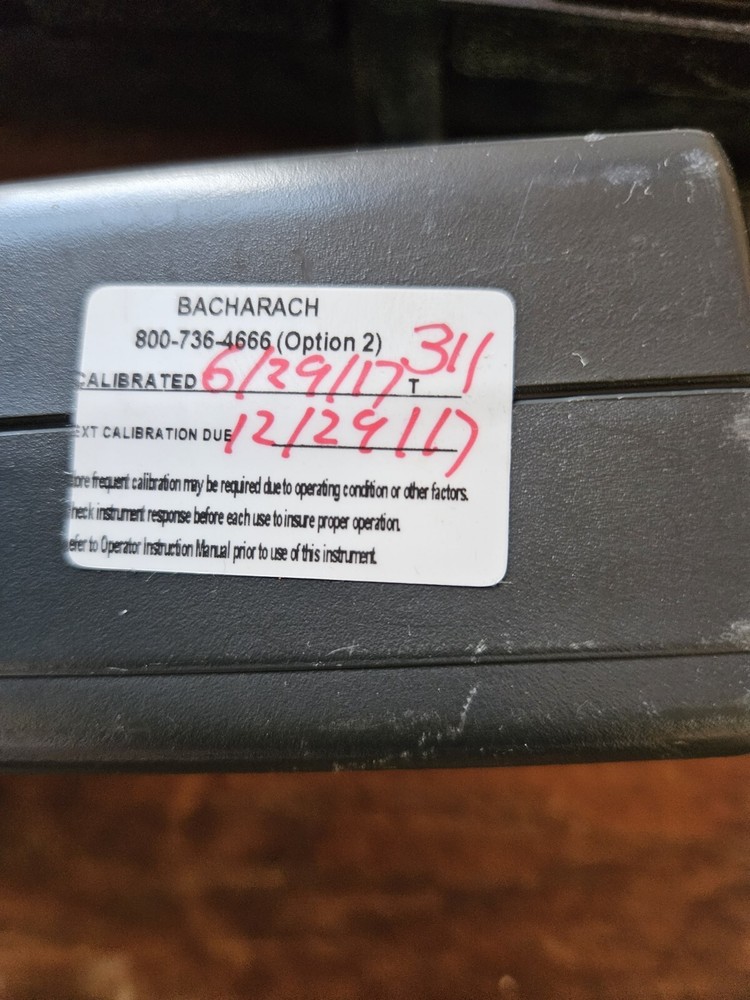 BACHARACH
800-736-4666 (Option 2)
CALIBRATED 6/29/17 T 311
EXT CALIBRATION DUE 12/29/17
ore frequent calibration may be required due to operating condition or other factors.
heck instrument response before each use to insure proper operation.
efer to Operator Instruction Manual prior to use of this instrument.